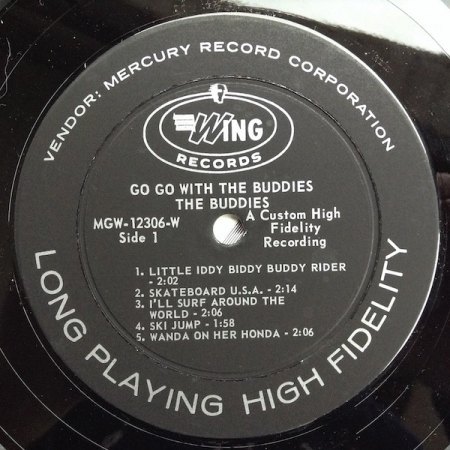 VENDOR: MERCURY RECORD CORPORATION
WING
RECORDS
GO GO WITH THE BUDDIES
THE BUDDIES
MGW-12306-W
Side 1
A Custom High
Fidelity
Recording
1. LITTLE IDDY BIDDY BUDDY RIDER
- 2:02
2. SKATEBOARD U.S.A. - 2:14
3. I'LL SURF AROUND THE
WORLD - 2:06
4. SKI JUMP - 1:58
5. WANDA ON HER HONDA - 2:06
LONG PLAYING HIGH FIDELITY